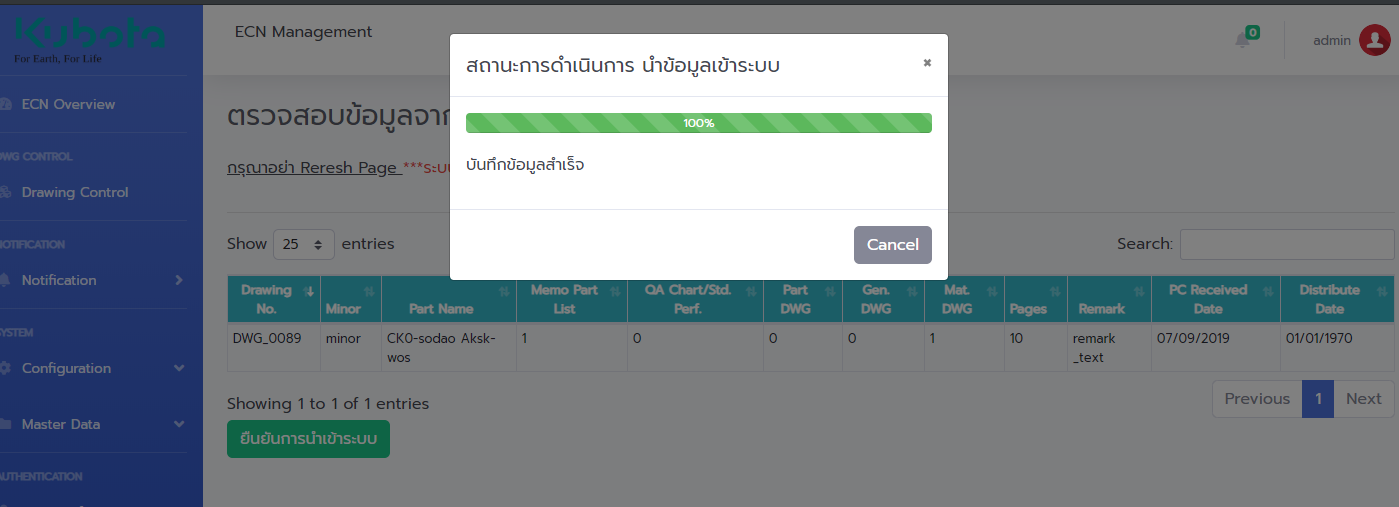 Kubota
For Earth, For Life
ECN Overview
DWG CONTROL
Drawing Control
NOTIFICATION
Notification
SYSTEM
Configuration
Master Data
AUTHENTICATION
ECN Management
0
admin
สถานะการดำเนินการ นำข้อมูลเข้าระบบ
×
100%
บันทึกข้อมูลสำเร็จ
Cancel
ตรวจสอบข้อมูลจาก
กรุณาอย่า Reresh Page ***ระบบ
Show 25 entries
Search:
Drawing No.
Minor
Part Name
Memo Part List
QA Chart/Std. Perf.
Part DWG
Gen. DWG
Mat. DWG
Pages
Remark
PC Received Date
Distribute Date
DWG_0089
minor
CK0-sodao Aksk-
wos
1
0
0
0
1
10
remark
_text
07/09/2019
01/01/1970
Showing 1 to 1 of 1 entries
Previous
1
Next
ยืนยันการนำเข้าระบบ